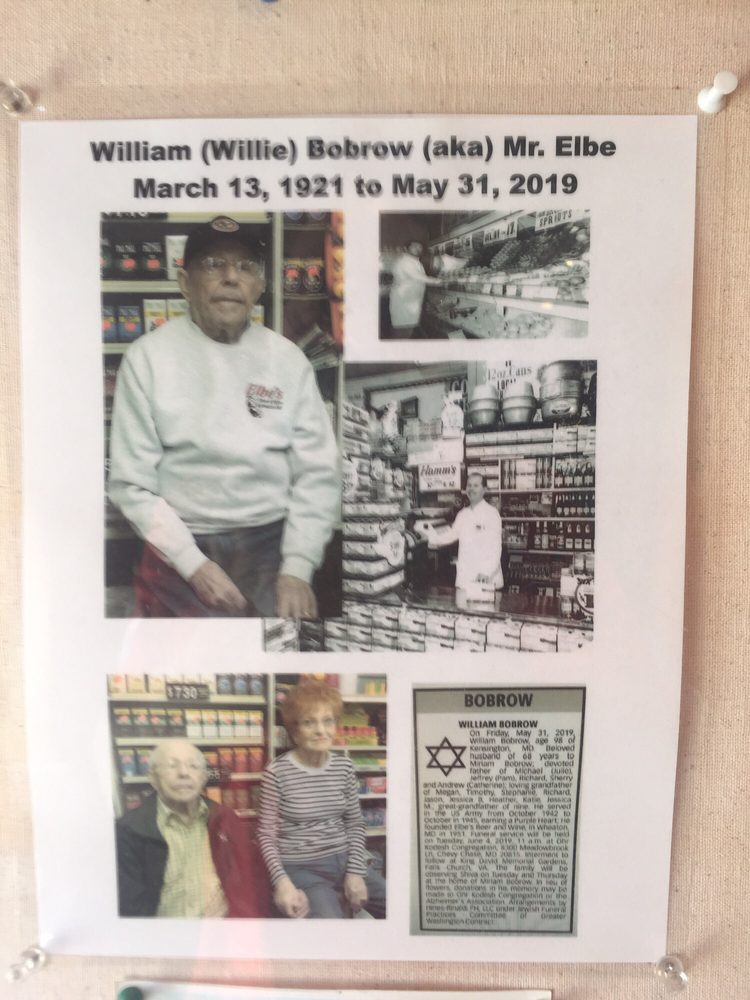 William (Willie) Bobrow (aka) Mr. Elbe
March 13, 1921 to May 31, 2019
Elbe's
SPROUTS
12oz. Cans
Hamm's
$7.30
BOBROW
WILLIAM BOBROW
On Friday, May 31, 2019,
William Bobrow, age 98 of
Kensington, MD. Beloved
husband of 68 years to
Miriam Bobrow; devoted
father of Michael (Julie),
Jeffrey (Pam), Richard, Sherry
and Andrew (Catherine); loving grandfather
of Megan, Timothy, Stephanie, Richard,
Jason, Jessica B, Heather, Katie, Jessica
M., great-grandfather of nine. He served
in the US Army from October 1942 to
October in 1945, earning a Purple Heart. He
founded Elbe's Beer and Wine, in Wheaton,
MD in 1951. Funeral service will be held
on Tuesday, June 4, 2019, 11 a.m. at Ohr
Kodesh Congregation, 8300 Meadowbrook
Ln, Chevy Chase, MD 20815. Interment to
follow at King David Memorial Gardens,
Falls Church, VA. The family will be
observing Shiva on Tuesday and Thursday
at the home of Miriam Bobrow. In lieu of
flowers, donations in his memory may be
made to Ohr Kodesh Congregation or the
Alzheimer's Association. Arrangements by
Hines-Rinaldi FH, LLC under Jewish Funeral
Practices Committee of Greater
Washington Contract.